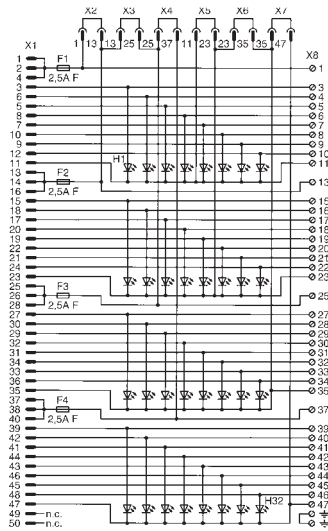 X2 X3 X4 X5 X6 X7
1 13 13 25 25 37 11 23 23 35 35 47
X1 X8
1 F1
2 1
4 2,5A F
3 3
6 4
5 5
8 6
7 7
10 8
9 9
12 10
11 H1 11
13 F2
14 13
16 2,5A F
15 15
18 16
17 17
20 18
19 19
22 20
21 21
24 22
23 23
25 F3
26 25
28 2,5A F
27 27
30 28
29 29
32 30
31 31
34 32
33 33
36 34
35 35
37 F4
38 37
40 2,5A F
39 39
42 40
41 41
44 42
43 43
46 44
45 45
48 H32 46
47 47
49 n.c.
50 n.c.